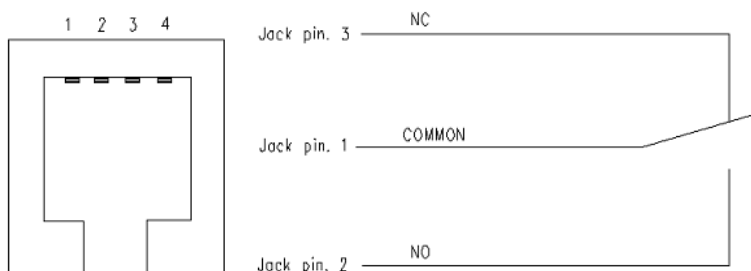 1 2 3 4
Jack pin. 3 NC
Jack pin. 1 COMMON
Jack pin. 2 NO